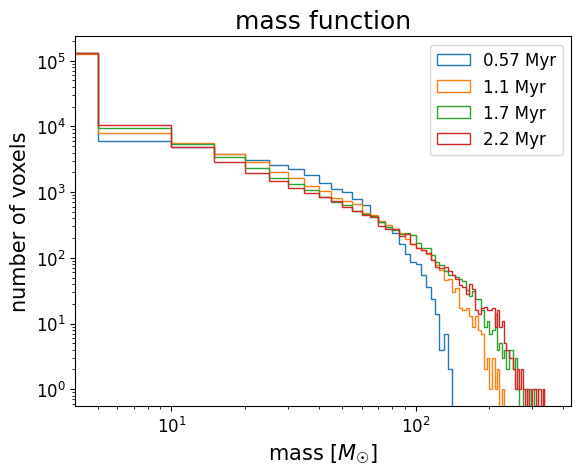 mass function
0.57 Myr
1.1 Myr
1.7 Myr
2.2 Myr
number of voxels
10⁵
10⁴
10³
10²
10¹
10⁰
10¹
10²
mass [M☉]